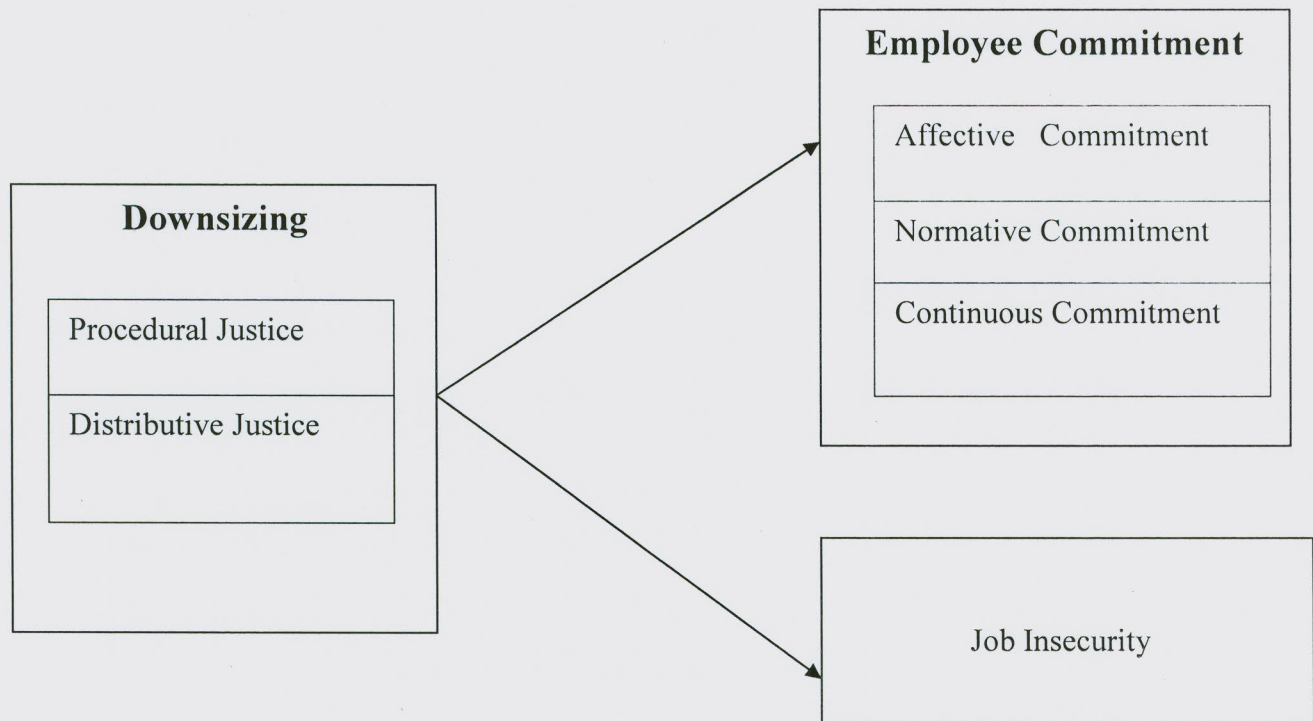 Downsizing
Procedural Justice
Distributive Justice
Employee Commitment
Affective Commitment
Normative Commitment
Continuous Commitment
Job Insecurity